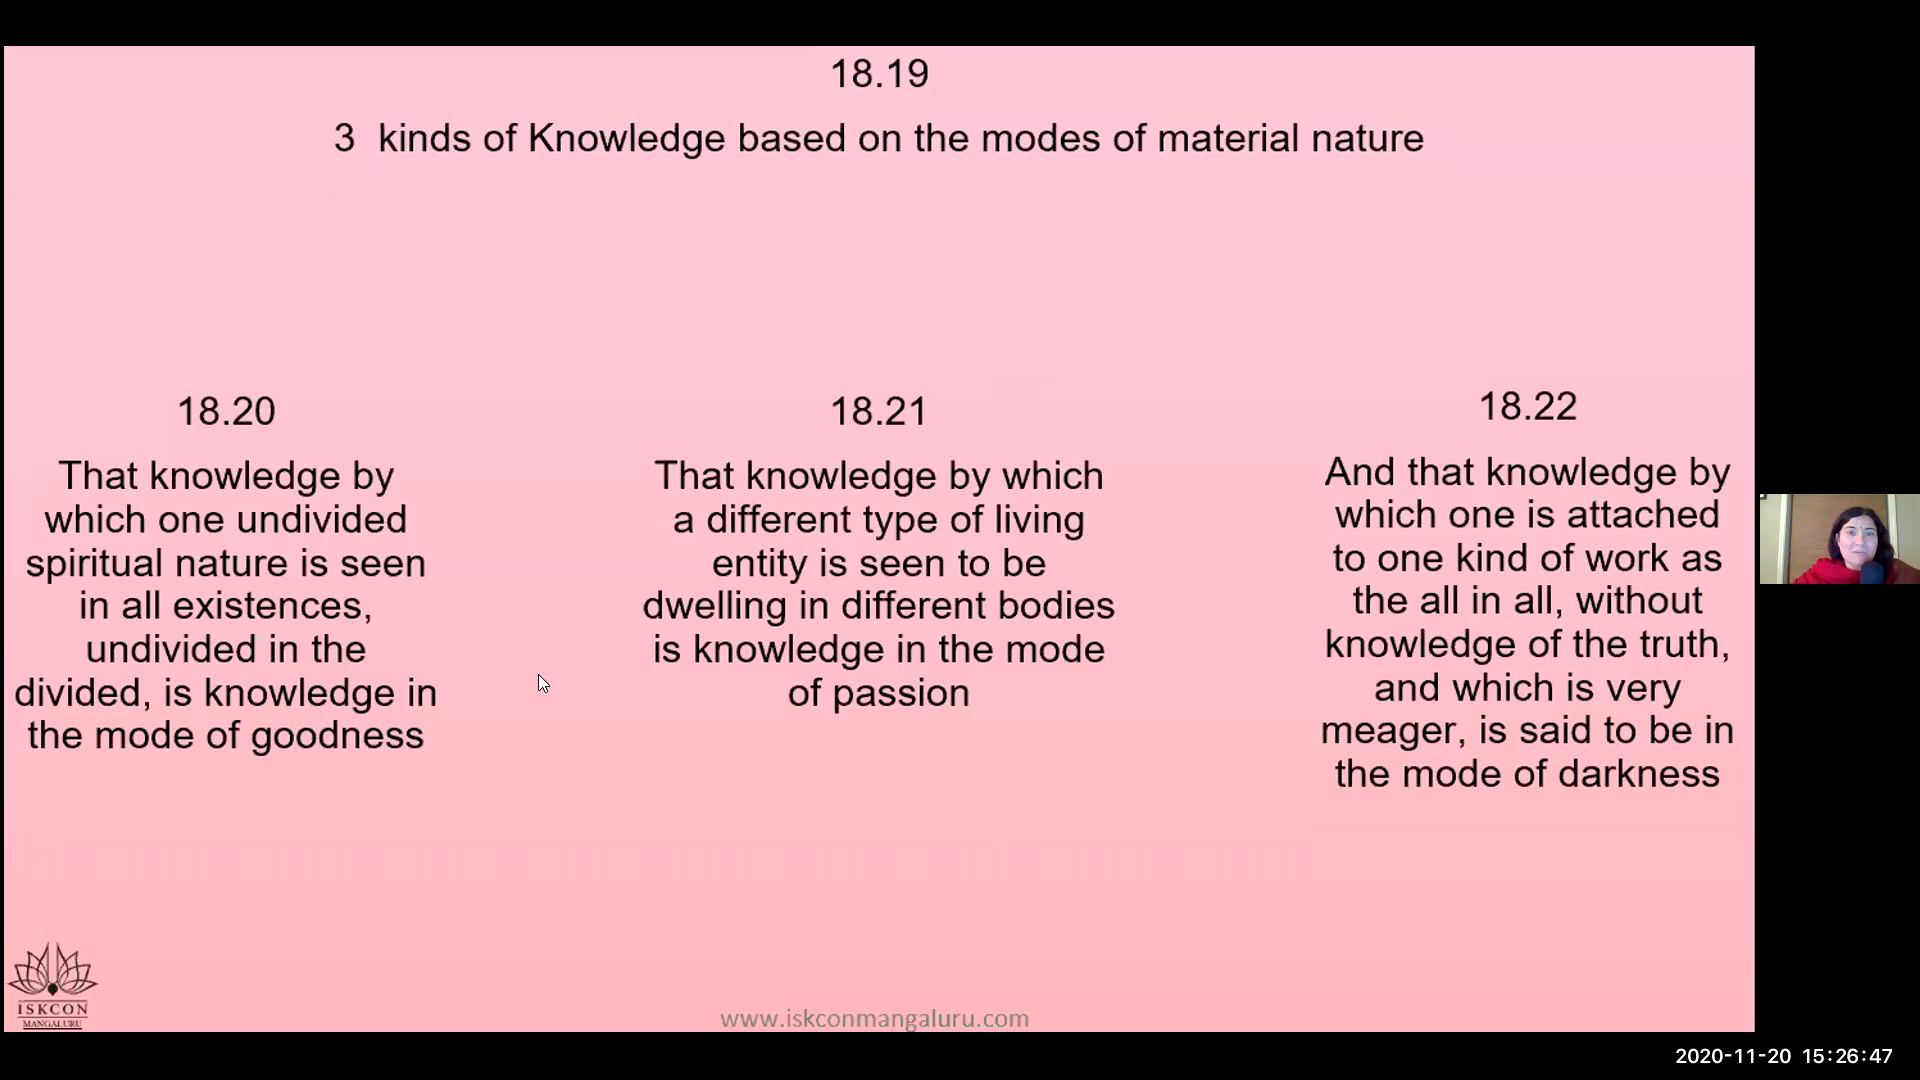 18.19
3 kinds of Knowledge based on the modes of material nature
18.20
That knowledge by
which one undivided
spiritual nature is seen
in all existences,
undivided in the
divided, is knowledge in
the mode of goodness
18.21
That knowledge by which
a different type of living
entity is seen to be
dwelling in different bodies
is knowledge in the mode
of passion
18.22
And that knowledge by
which one is attached
to one kind of work as
the all in all, without
knowledge of the truth,
and which is very
meager, is said to be in
the mode of darkness
ISKCON
MANGALURU
www.iskconmangaluru.com
2020-11-20 15:26:47